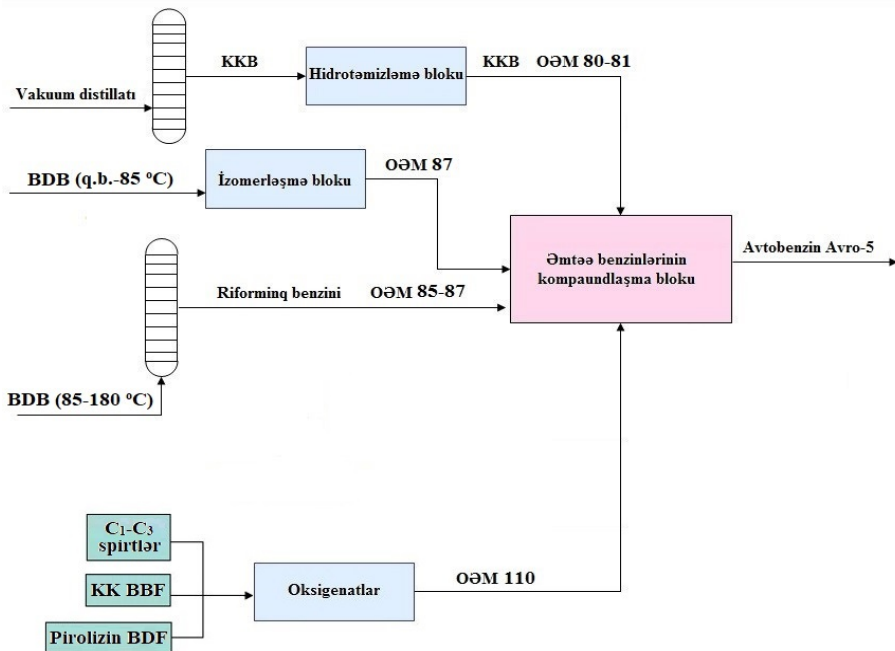 KKB
Hidrotəmizləmə bloku
KKB OƏM 80-81
Vakuum distillatı
BDB (q.b.-85 ºC)
İzomerləşmə bloku
OƏM 87
Əmtəə benzinlərinin
kompaundlaşma bloku
Avtobenzin Avro-5
Riforminq benzini OƏM 85-87
BDB (85-180 ºC)
C₁-C₃
spirtlər
KK BBF
Pirolizin BDF
Oksigenatlar
OƏM 110